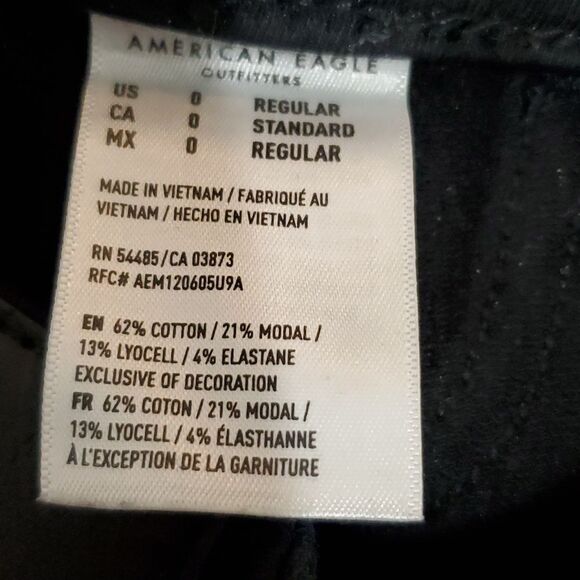 AMERICAN EAGLE
OUTFITTERS
US 0 REGULAR
CA 0 STANDARD
MX 0 REGULAR
MADE IN VIETNAM / FABRIQUÉ AU
VIETNAM / HECHO EN VIETNAM
RN 54485/CA 03873
RFC# AEM120605U9A
EN 62% COTTON / 21% MODAL /
13% LYOCELL / 4% ELASTANE
EXCLUSIVE OF DECORATION
FR 62% COTON / 21% MODAL /
13% LYOCELL / 4% ÉLASTHANNE
À L'EXCEPTION DE LA GARNITURE